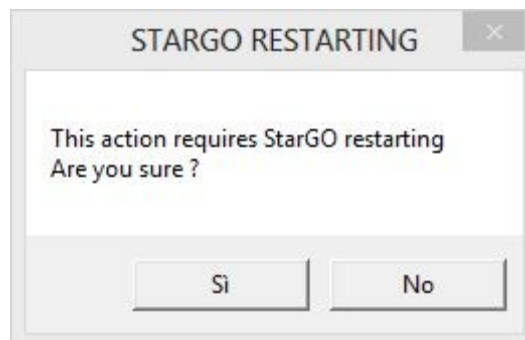 STARGO RESTARTING
This action requires StarGO restarting
Are you sure ?
Sì
No